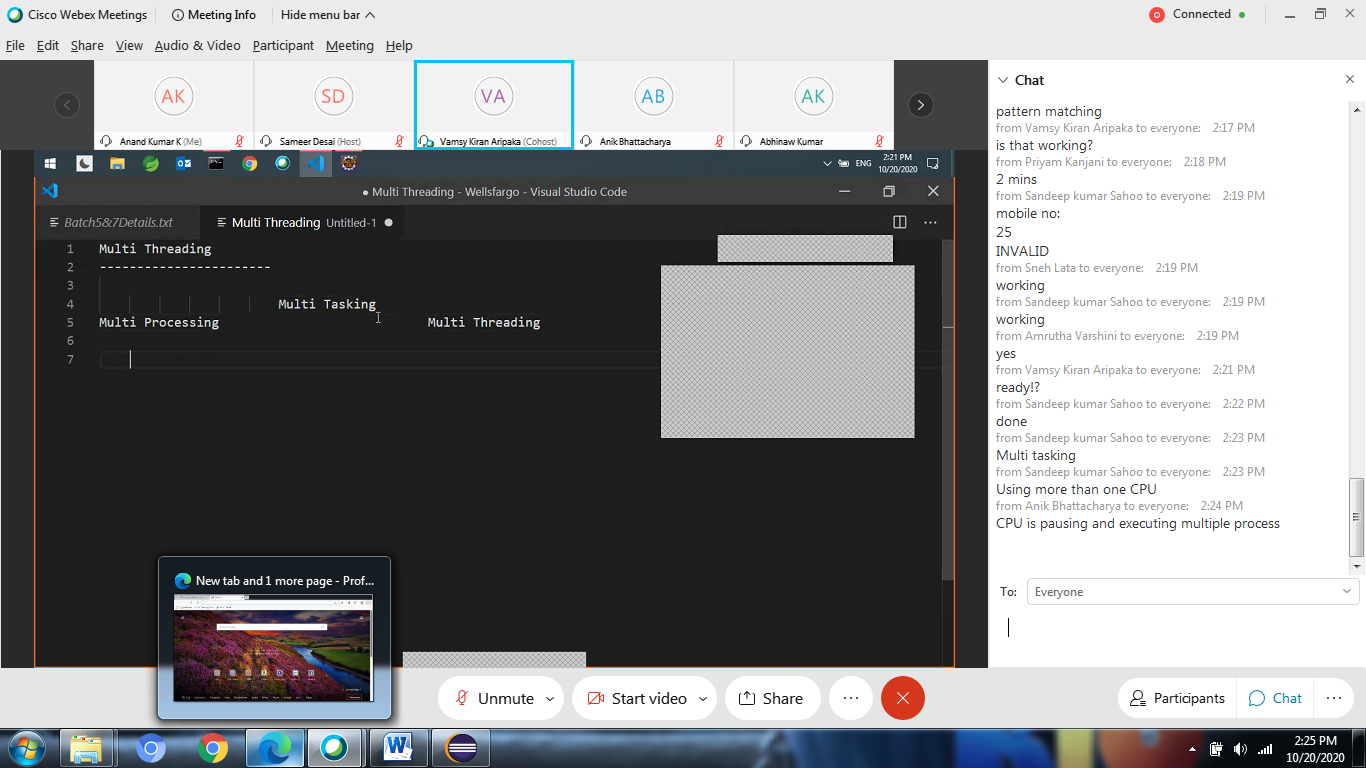 Cisco Webex Meetings
Meeting Info
Hide menu bar
Connected
File Edit Share View Audio & Video Participant Meeting Help
AK
SD
VA
AB
AK
Anand Kumar K (Me)
Sameer Desai (Host)
Vamsy Kiran Aripaka (Cohost)
Anik Bhattacharya
Abhinaw Kumar
ENG
2:21 PM
10/20/2020
● Multi Threading - Wellsfargo - Visual Studio Code
Batch5&7Details.txt
Multi Threading Untitled-1
1 Multi Threading
2 -----------------------
3
4 Multi Tasking
5 Multi Processing Multi Threading
6
7
Chat
pattern matching
from Vamsy Kiran Aripaka to everyone: 2:17 PM
is that working?
from Priyam Kanjani to everyone: 2:18 PM
2 mins
from Sandeep kumar Sahoo to everyone: 2:19 PM
mobile no:
25
INVALID
from Sneh Lata to everyone: 2:19 PM
working
from Sandeep kumar Sahoo to everyone: 2:19 PM
working
from Amrutha Varshini to everyone: 2:19 PM
yes
from Vamsy Kiran Aripaka to everyone: 2:21 PM
ready!?
from Sandeep kumar Sahoo to everyone: 2:22 PM
done
from Sandeep kumar Sahoo to everyone: 2:23 PM
Multi tasking
from Sandeep kumar Sahoo to everyone: 2:23 PM
Using more than one CPU
from Anik Bhattacharya to everyone: 2:24 PM
CPU is pausing and executing multiple process
To: Everyone
New tab and 1 more page - Prof...
Unmute
Start video
Share
Participants
Chat
2:25 PM
10/20/2020